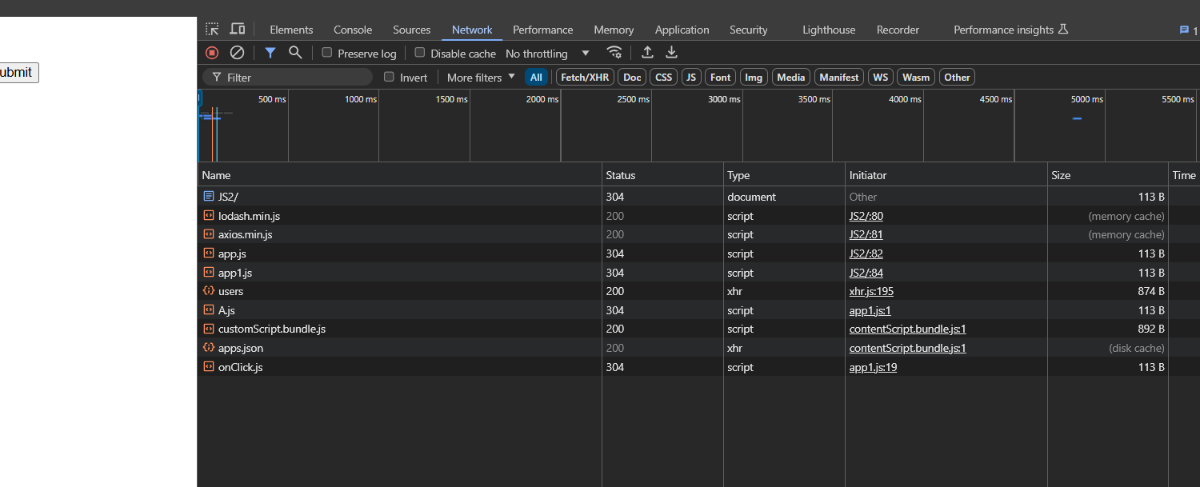 Elements Console Sources Network Performance Memory Application Security Lighthouse Recorder Performance insights 1
Preserve log Disable cache No throttling
ubmit
Filter Invert More filters All Fetch/XHR Doc CSS JS Font Img Media Manifest WS Wasm Other
500 ms 1000 ms 1500 ms 2000 ms 2500 ms 3000 ms 3500 ms 4000 ms 4500 ms 5000 ms 5500 ms
Name Status Type Initiator Size Time
JS2/ 304 document Other 113 B
lodash.min.js 200 script JS2/:80 (memory cache)
axios.min.js 200 script JS2/:81 (memory cache)
app.js 304 script JS2/:82 113 B
app1.js 304 script JS2/:84 113 B
users 200 xhr xhr.js:195 874 B
A.js 304 script app1.js:1 113 B
customScript.bundle.js 200 script contentScript.bundle.js:1 892 B
apps.json 200 xhr contentScript.bundle.js:1 (disk cache)
onClick.js 304 script app1.js:19 113 B